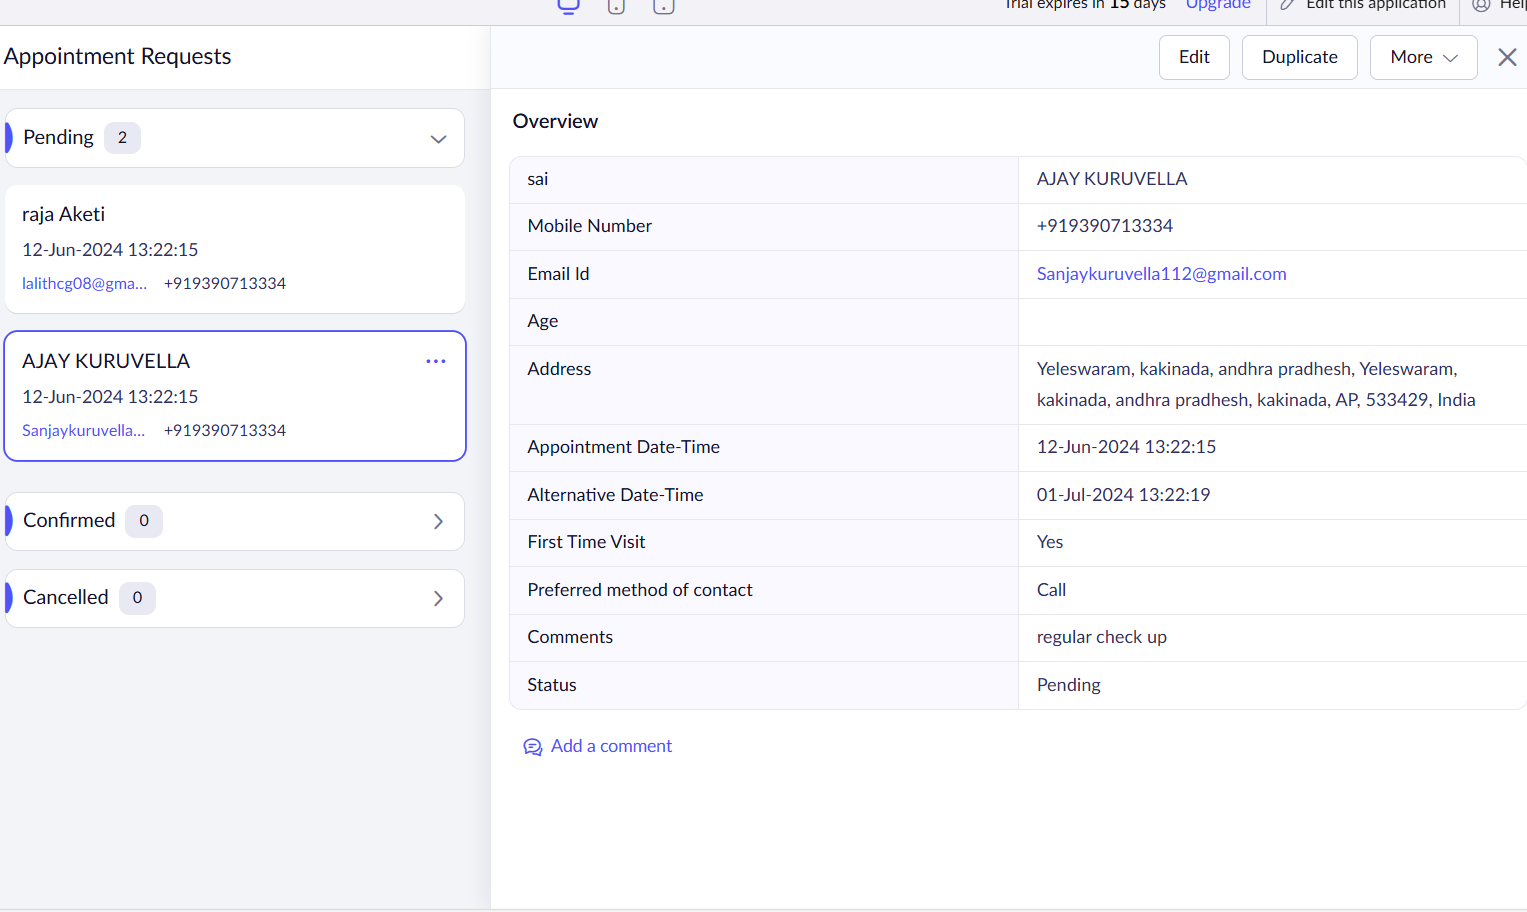 Trial expires in 15 days Upgrade Edit this application
Appointment Requests
Edit Duplicate More
Pending 2
raja Aketi
12-Jun-2024 13:22:15
lalithcg08@gma... +919390713334
AJAY KURUVELLA
12-Jun-2024 13:22:15
Sanjaykuruvella... +919390713334
Confirmed 0
Cancelled 0
Overview
sai AJAY KURUVELLA
Mobile Number +919390713334
Email Id Sanjaykuruvella112@gmail.com
Age
Address Yeleswaram, kakinada, andhra pradhesh, Yeleswaram,
kakinada, andhra pradhesh, kakinada, AP, 533429, India
Appointment Date-Time 12-Jun-2024 13:22:15
Alternative Date-Time 01-Jul-2024 13:22:19
First Time Visit Yes
Preferred method of contact Call
Comments regular check up
Status Pending
Add a comment